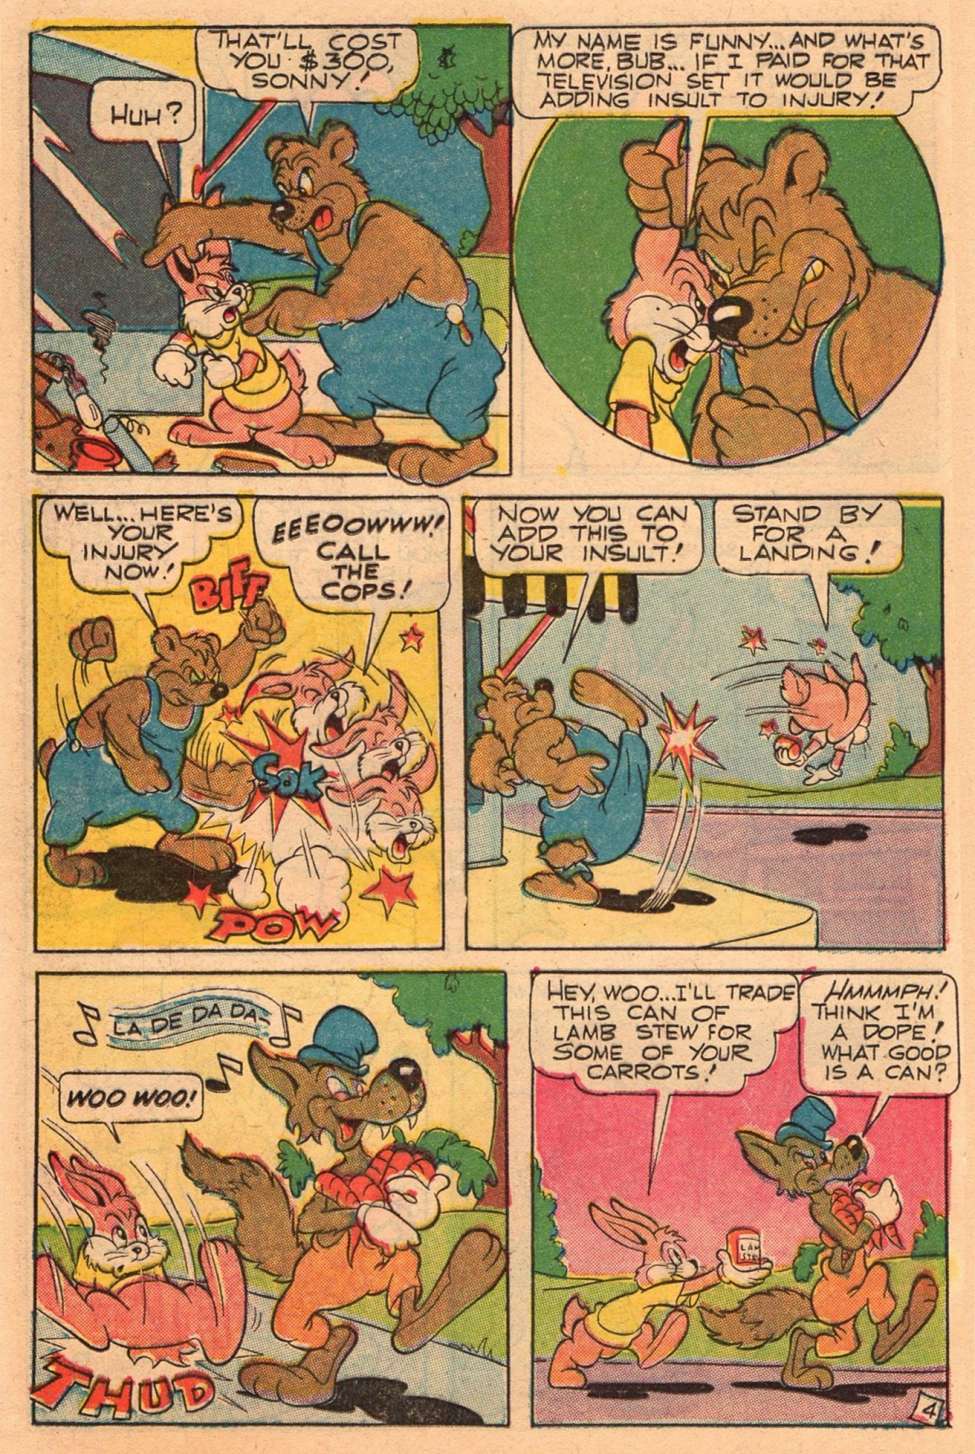 THAT'LL COST
YOU $300,
SONNY!
HUH?
MY NAME IS FUNNY...AND WHAT'S
MORE, BUB... IF I PAID FOR THAT
TELEVISION SET IT WOULD BE
ADDING INSULT TO INJURY!
WELL...HERE'S
YOUR
INJURY
NOW!
BIFF
EEEOOWWW!
CALL
THE
COPS!
SOK
POW
NOW YOU CAN
ADD THIS TO
YOUR INSULT!
STAND BY
FOR A
LANDING!
LA DE DA DA
WOO WOO!
THUD
HEY, WOO...I'LL TRADE
THIS CAN OF
LAMB STEW FOR
SOME OF YOUR
CARROTS!
HMMMPH!
THINK I'M
A DOPE!
WHAT GOOD
IS A CAN?
LAM
STEW
4